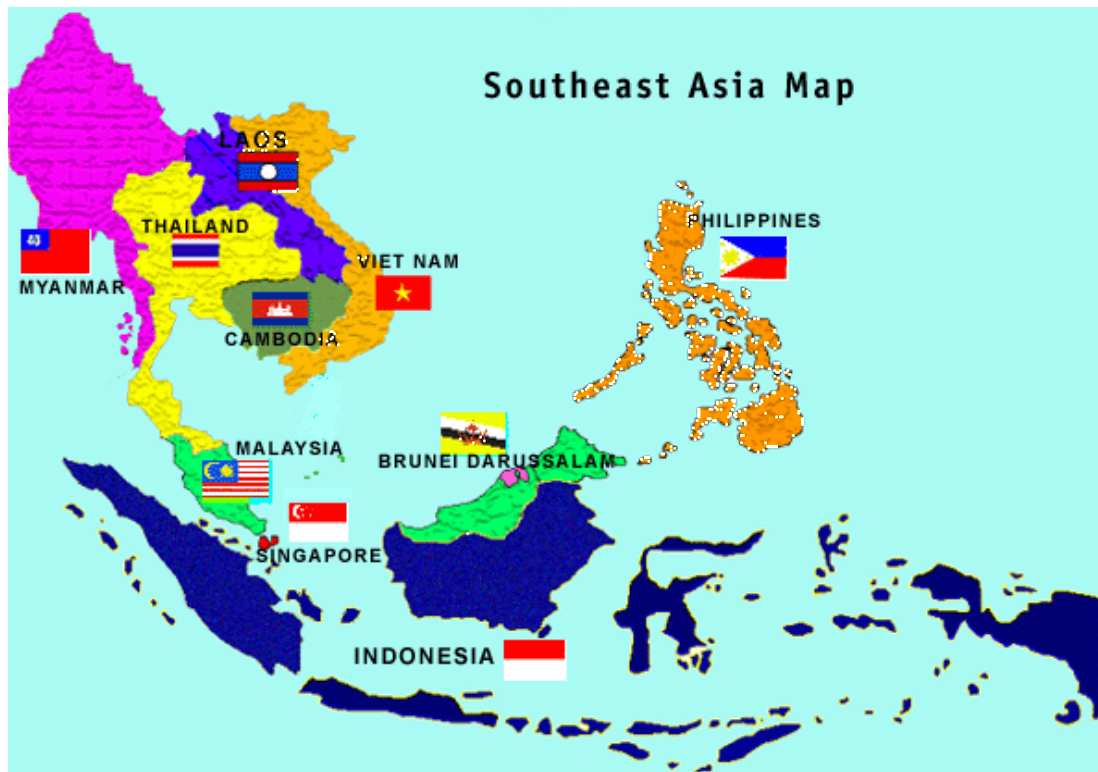 Southeast Asia Map
LAOS
PHILIPPINES
THAILAND
VIET NAM
MYANMAR
CAMBODIA
MALAYSIA
BRUNEI DARUSSALAM
SINGAPORE
INDONESIA